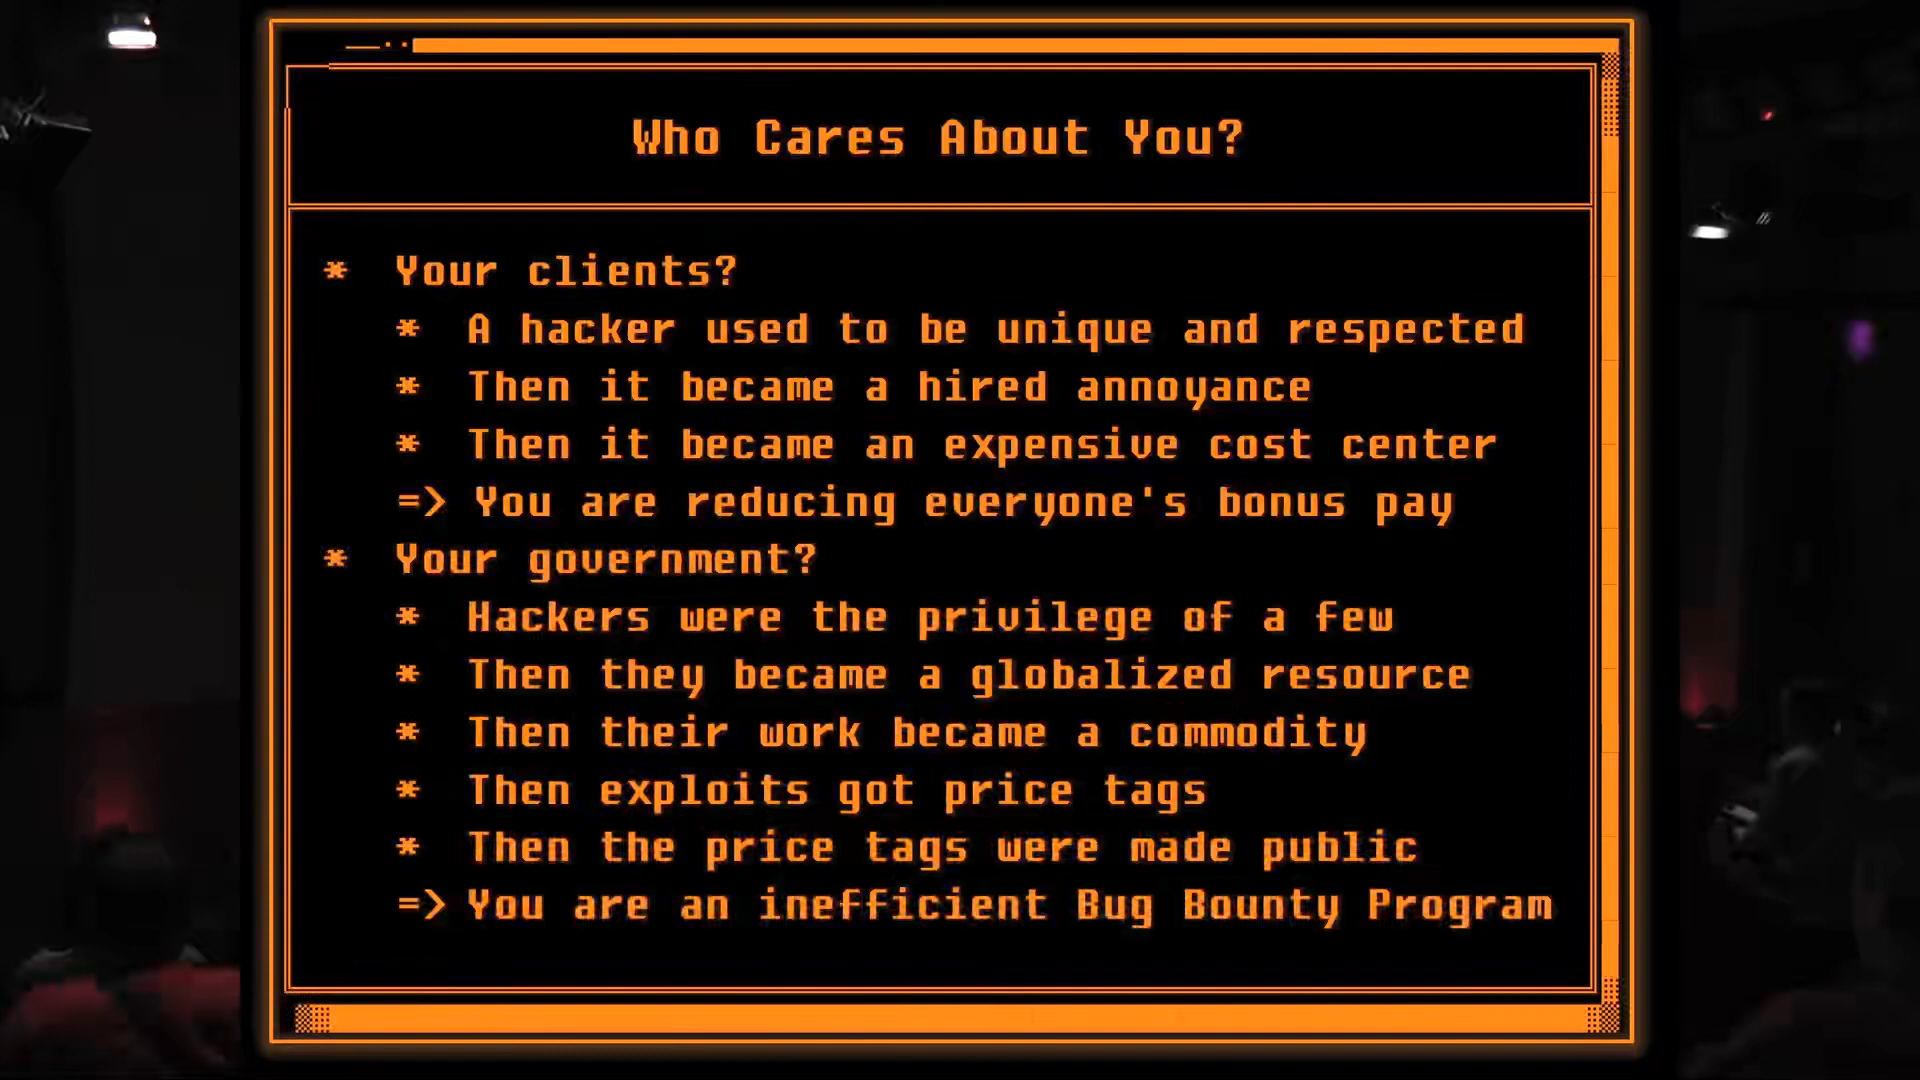 Who Cares About You?
* Your clients?
* A hacker used to be unique and respected
* Then it became a hired annoyance
* Then it became an expensive cost center
=> You are reducing everyone's bonus pay
* Your government?
* Hackers were the privilege of a few
* Then they became a globalized resource
* Then their work became a commodity
* Then exploits got price tags
* Then the price tags were made public
=> You are an inefficient Bug Bounty Program